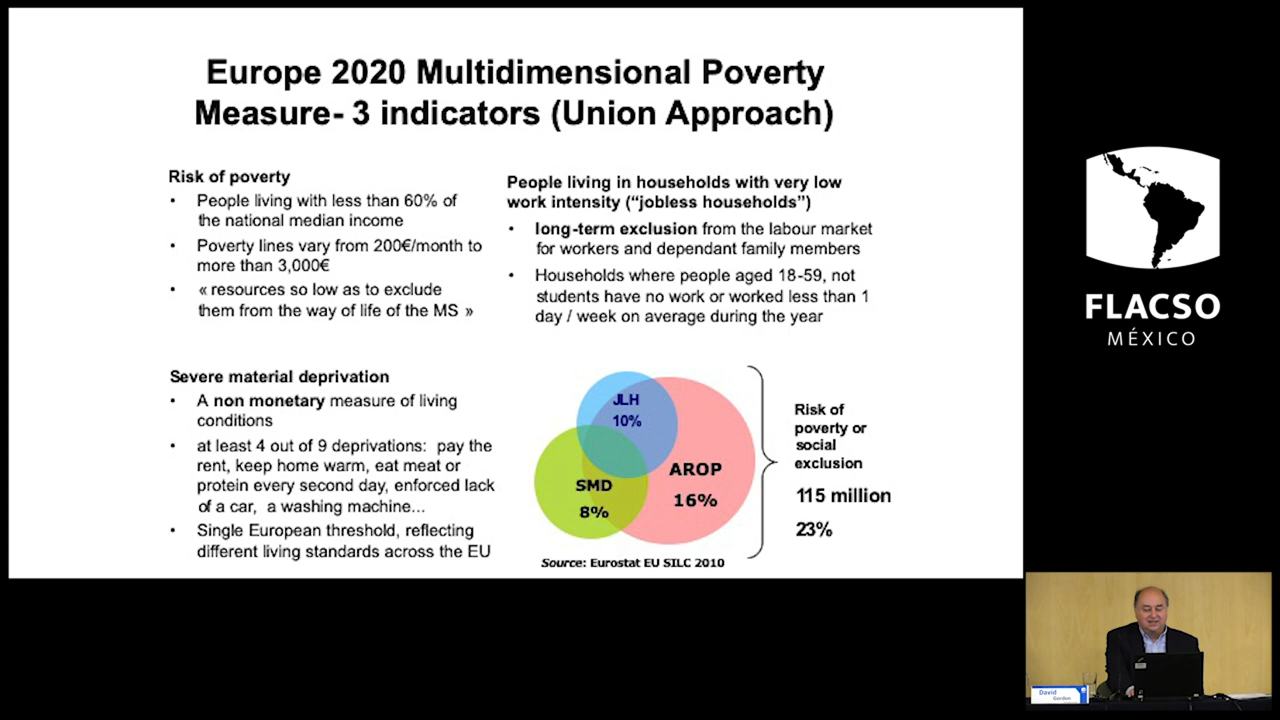 Europe 2020 Multidimensional Poverty
Measure- 3 indicators (Union Approach)
Risk of poverty
• People living with less than 60% of
the national median income
• Poverty lines vary from 200€/month to
more than 3,000€
• « resources so low as to exclude
them from the way of life of the MS »
People living in households with very low
work intensity (“jobless households”)
• long-term exclusion from the labour market
for workers and dependant family members
• Households where people aged 18-59, not
students have no work or worked less than 1
day / week on average during the year
Severe material deprivation
• A non monetary measure of living
conditions
• at least 4 out of 9 deprivations: pay the
rent, keep home warm, eat meat or
protein every second day, enforced lack
of a car, a washing machine...
• Single European threshold, reflecting
different living standards across the EU
JLH
10%
AROP
16%
SMD
8%
Source: Eurostat EU SILC 2010
Risk of
poverty or
social
exclusion
115 million
23%
FLACSO
MÉXICO
David
Gordon